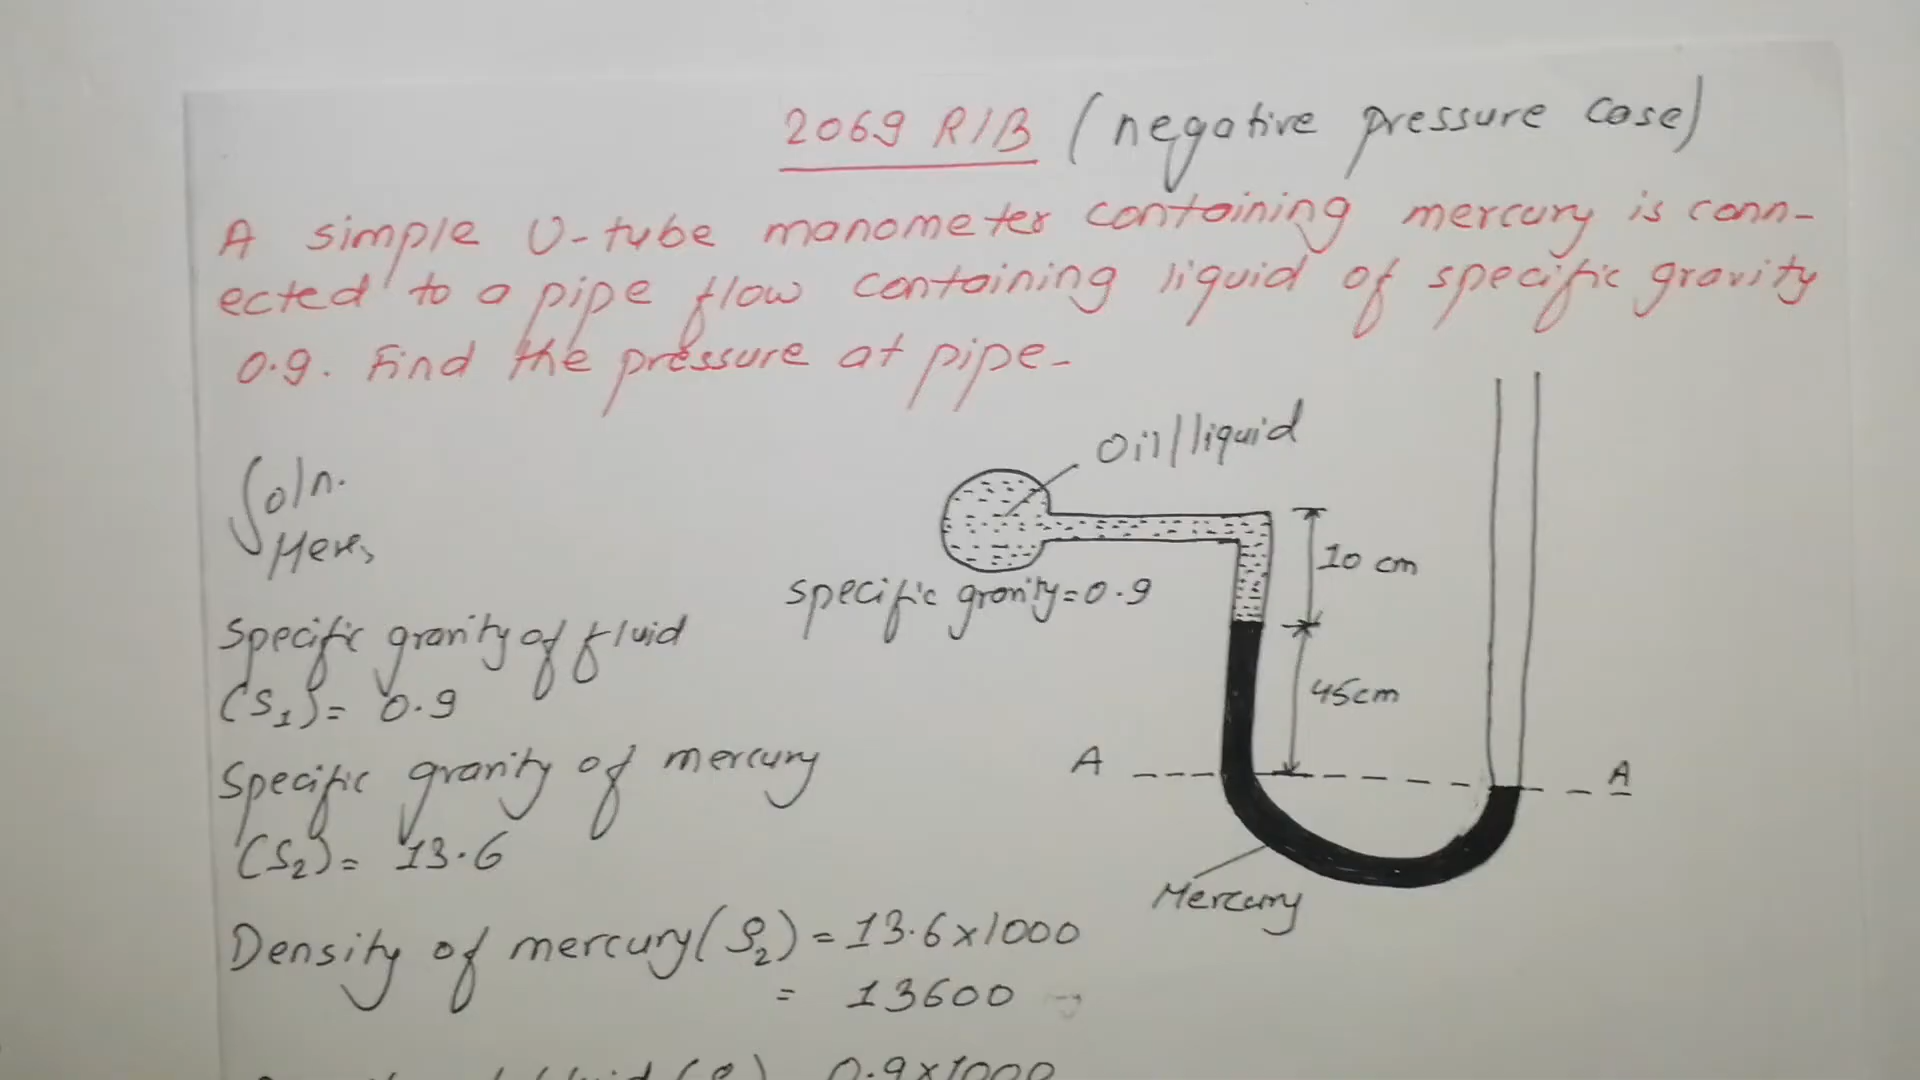 2069 R/B (negative pressure case)
A simple U-tube manometer containing mercury is conn-
ected to a pipe flow containing liquid of specific gravity
0.9. Find the pressure at pipe-
Soln.
Here,
Oil/liquid
10 cm
specific gravity=0.9
45cm
Specific gravity of fluid
(S₁)= 0.9
A
A
Specific gravity of mercury
(S₂)= 13.6
Mercury
Density of mercury(ρ₂) = 13.6×1000
= 13600
0.9×1000